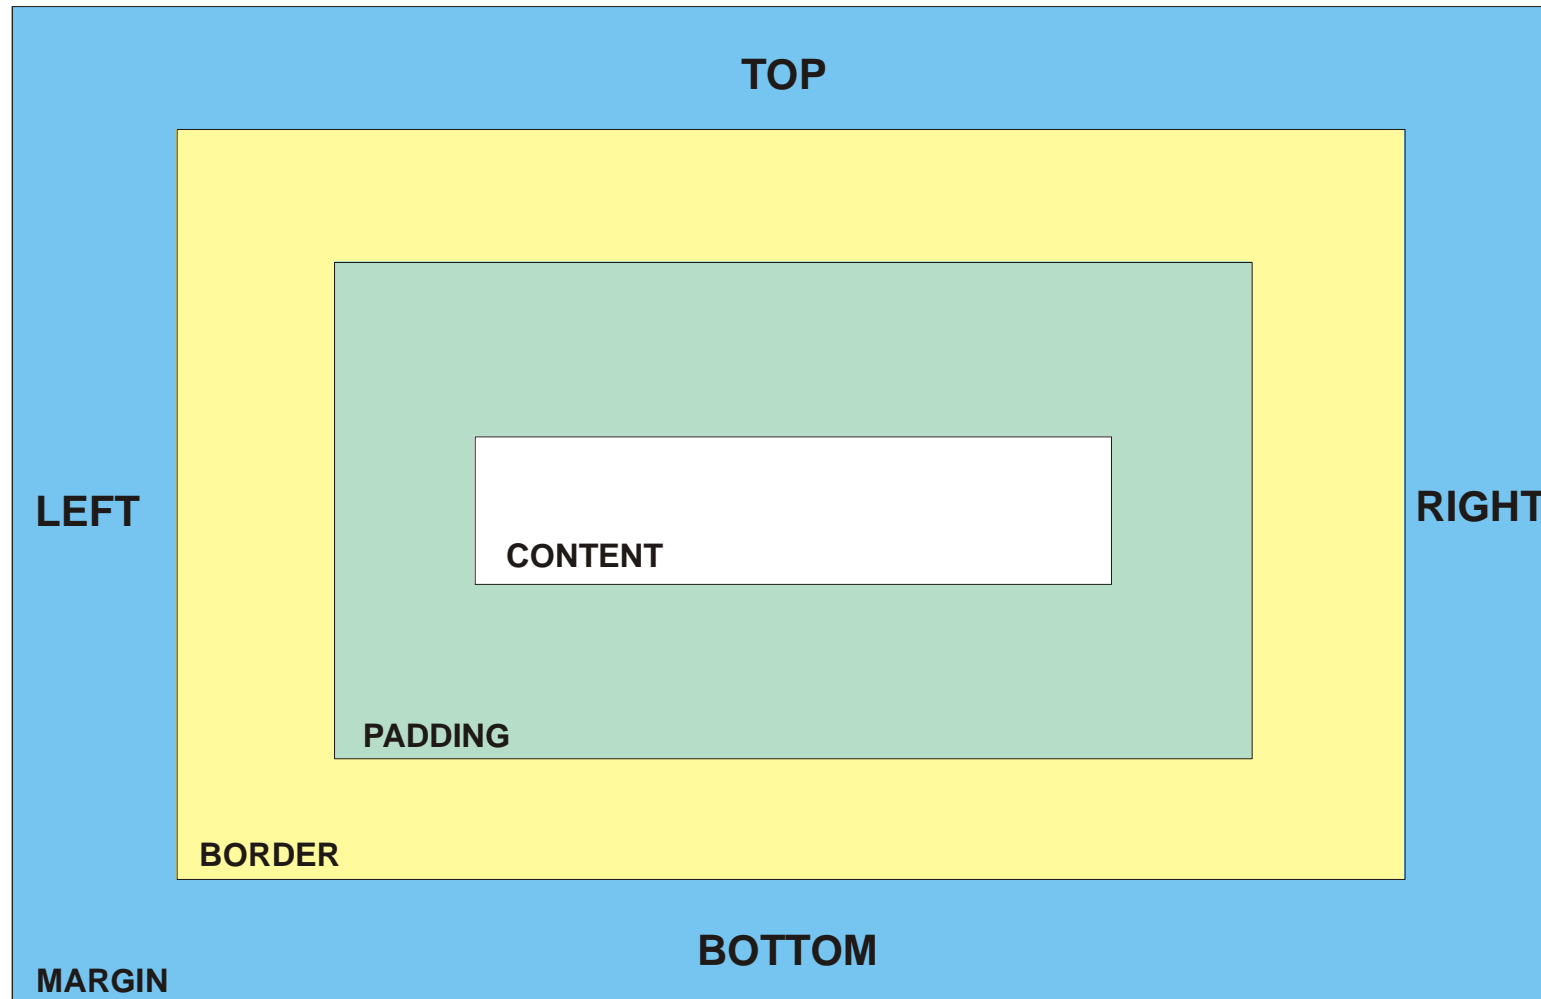 TOP
LEFT
RIGHT
CONTENT
PADDING
BORDER
BOTTOM
MARGIN